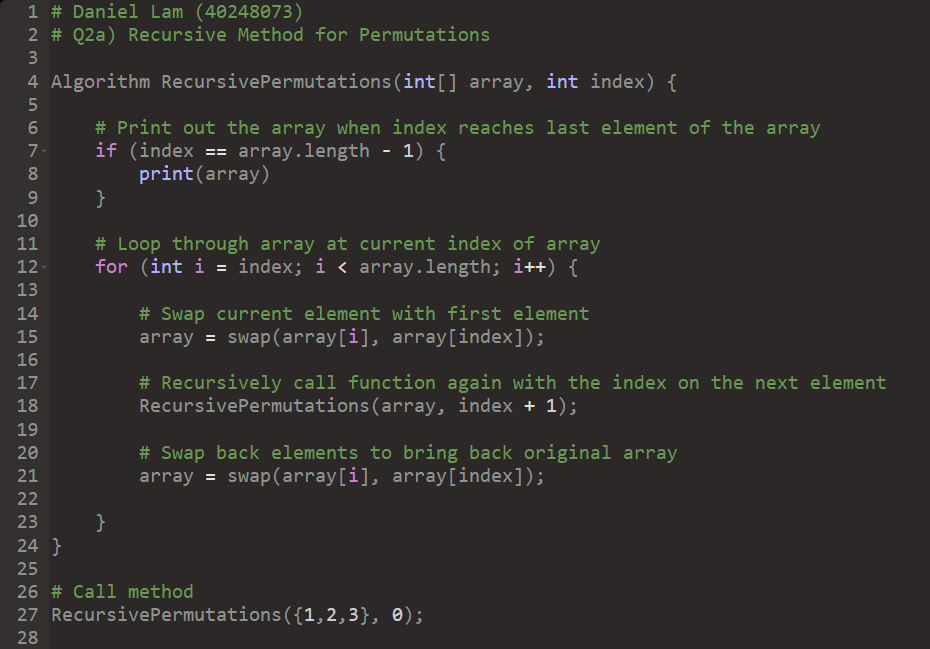 1 # Daniel Lam (40248073)
2 # Q2a) Recursive Method for Permutations
3
4 Algorithm RecursivePermutations(int[] array, int index) {
5
6     # Print out the array when index reaches last element of the array
7     if (index == array.length - 1) {
8         print(array)
9     }
10
11     # Loop through array at current index of array
12     for (int i = index; i < array.length; i++) {
13
14         # Swap current element with first element
15         array = swap(array[i], array[index]);
16
17         # Recursively call function again with the index on the next element
18         RecursivePermutations(array, index + 1);
19
20         # Swap back elements to bring back original array
21         array = swap(array[i], array[index]);
22
23     }
24 }
25
26 # Call method
27 RecursivePermutations({1,2,3}, 0);
28